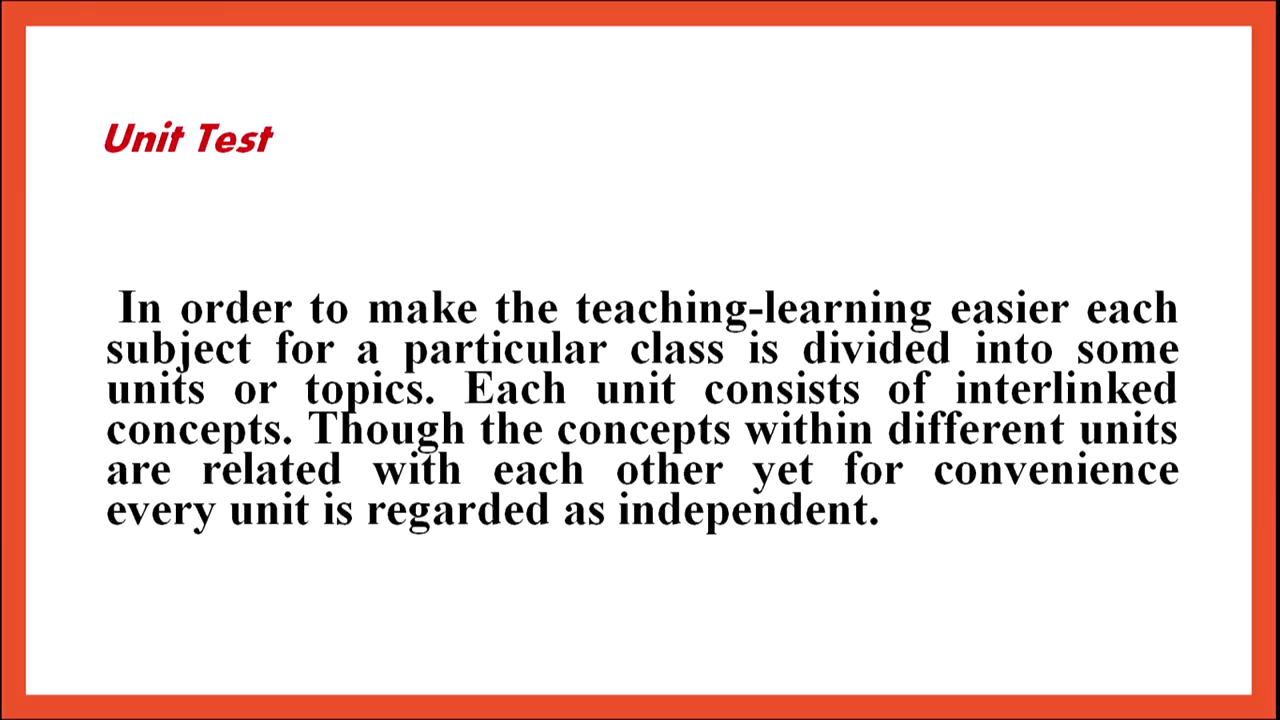 Unit Test
In order to make the teaching-learning easier each
subject for a particular class is divided into some
units or topics. Each unit consists of interlinked
concepts. Though the concepts within different units
are related with each other yet for convenience
every unit is regarded as independent.